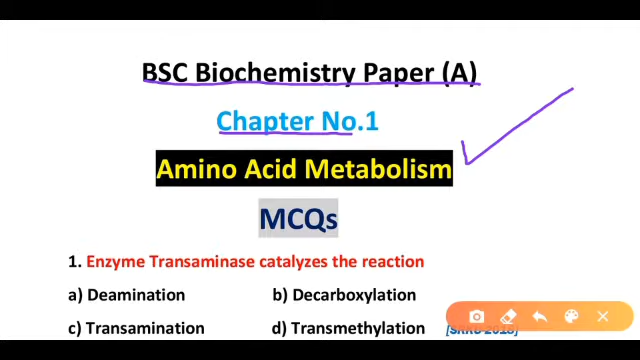 BSC Biochemistry Paper (A)
Chapter No.1
Amino Acid Metabolism
MCQs
1. Enzyme Transaminase catalyzes the reaction
a) Deamination b) Decarboxylation
c) Transamination d) Transmethylation